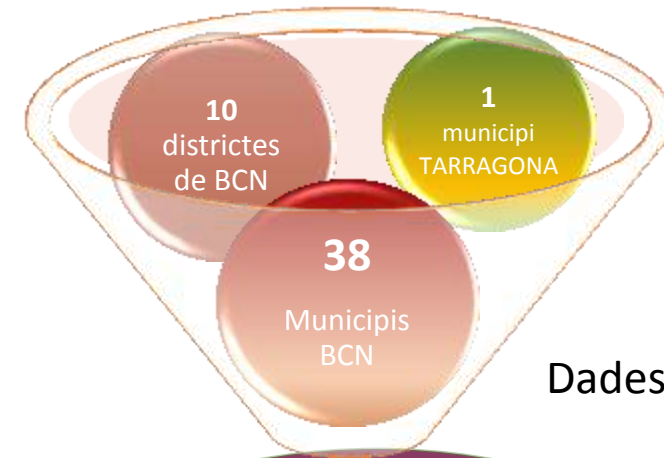 10
districtes
de BCN
1
municipi
TARRAGONA
38
Municipis
BCN
Dades